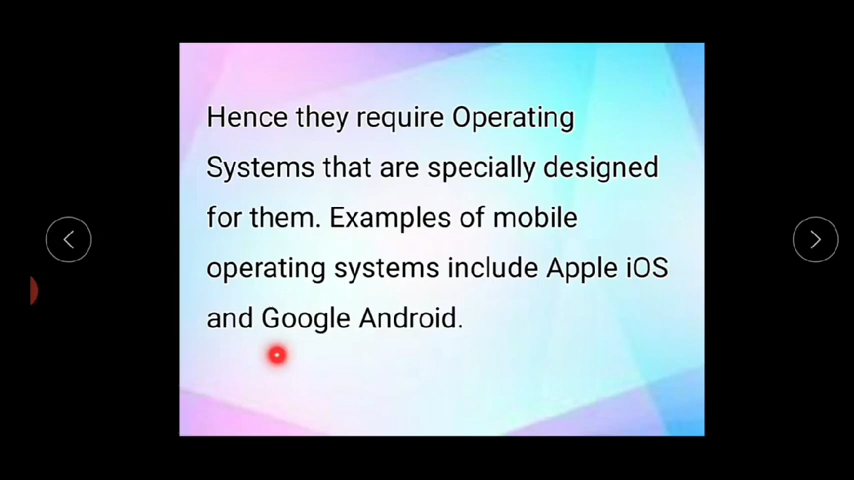 Hence they require Operating
Systems that are specially designed
for them. Examples of mobile
operating systems include Apple iOS
and Google Android.